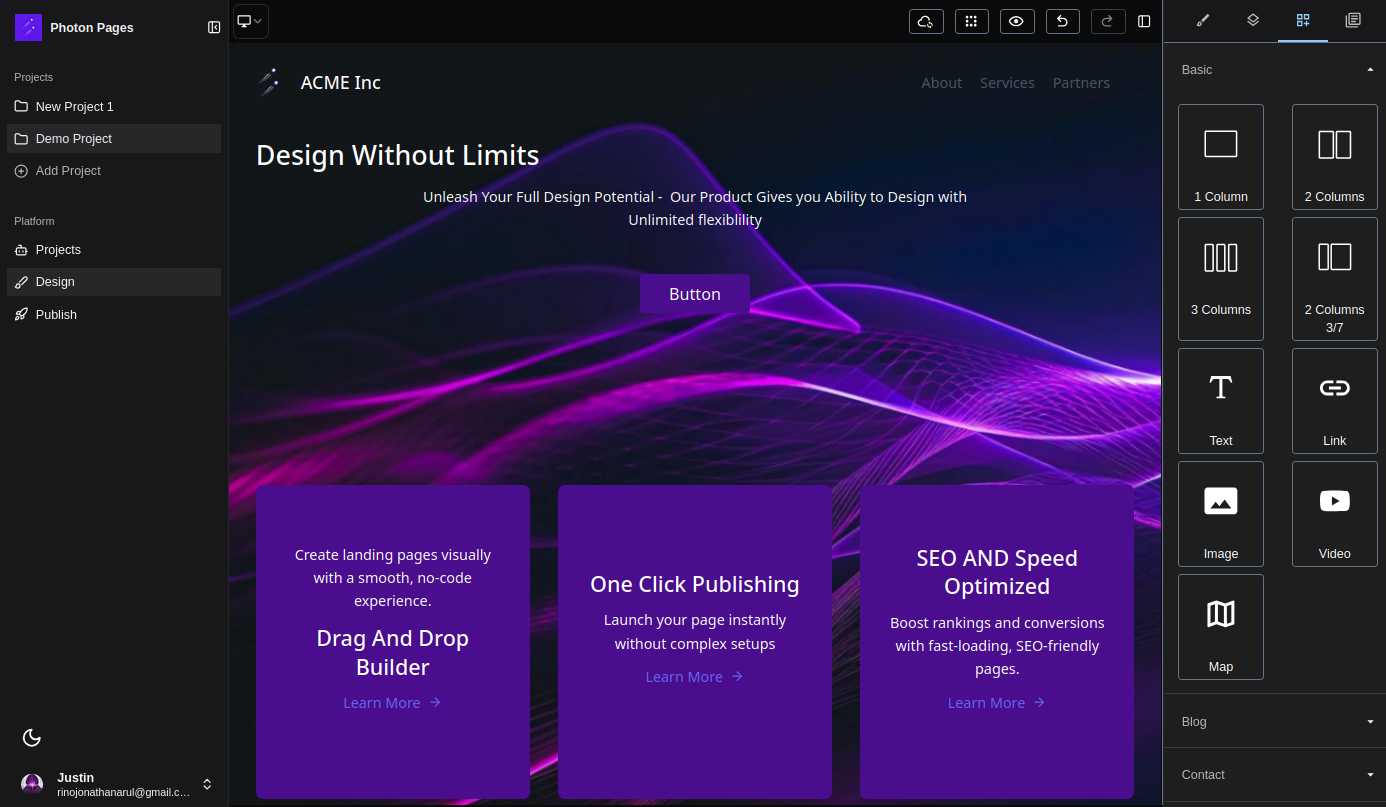 Photon Pages
Projects
New Project 1
Demo Project
Add Project
Platform
Projects
Design
Publish
Justin
rinojonathanarul@gmail.c...
ACME Inc
About Services Partners
Design Without Limits
Unleash Your Full Design Potential - Our Product Gives you Ability to Design with
Unlimited flexiblility
Button
Create landing pages visually
with a smooth, no-code
experience.
Drag And Drop
Builder
Learn More
One Click Publishing
Launch your page instantly
without complex setups
Learn More
SEO AND Speed
Optimized
Boost rankings and conversions
with fast-loading, SEO-friendly
pages.
Learn More
Basic
1 Column
2 Columns
3 Columns
2 Columns
3/7
Text
Link
Image
Video
Map
Blog
Contact